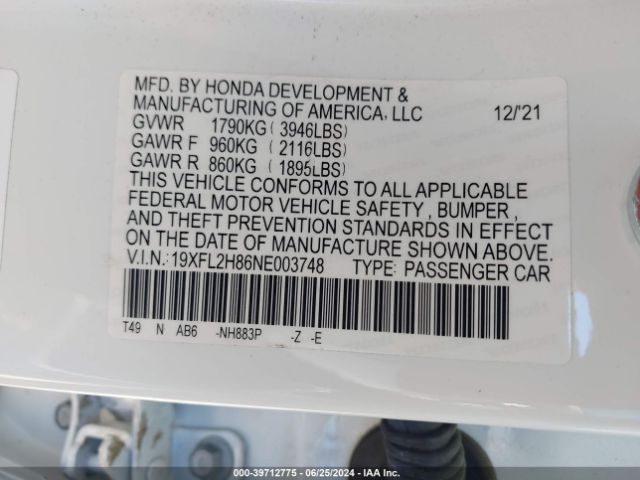 MFD. BY HONDA DEVELOPMENT &
MANUFACTURING OF AMERICA, LLC 12/'21
GVWR 1790KG ( 3946LBS)
GAWR F 960KG ( 2116LBS)
GAWR R 860KG ( 1895LBS)
THIS VEHICLE CONFORMS TO ALL APPLICABLE
FEDERAL MOTOR VEHICLE SAFETY , BUMPER ,
AND THEFT PREVENTION STANDARDS IN EFFECT
ON THE DATE OF MANUFACTURE SHOWN ABOVE.
V.I.N.:19XFL2H86NE003748 TYPE: PASSENGER CAR
T49 N AB6 -NH883P -Z -E
000-39712775 - 06/25/2024 - IAA Inc.